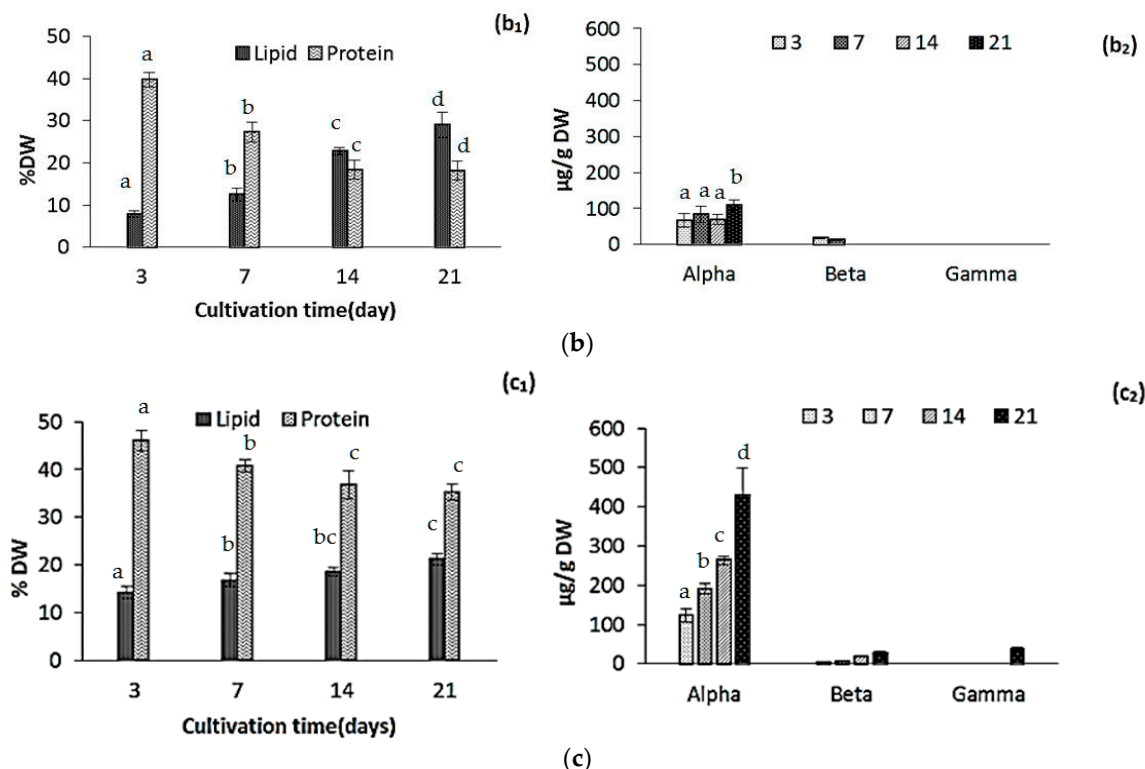 (b₁)
50
40
30
20
10
0
%DW
Lipid Protein
a a b b c c d d
3 7 14 21
Cultivation time(day)
(b₂)
600
500
400
300
200
100
0
µg/g DW
3 7 14 21
a a a b
Alpha Beta Gamma
(b)
(c₁)
50
40
30
20
10
0
% DW
Lipid Protein
a a b b bc c c c
3 7 14 21
Cultivation time(days)
(c₂)
600
500
400
300
200
100
0
µg/g DW
3 7 14 21
a b c d
Alpha Beta Gamma
(c)